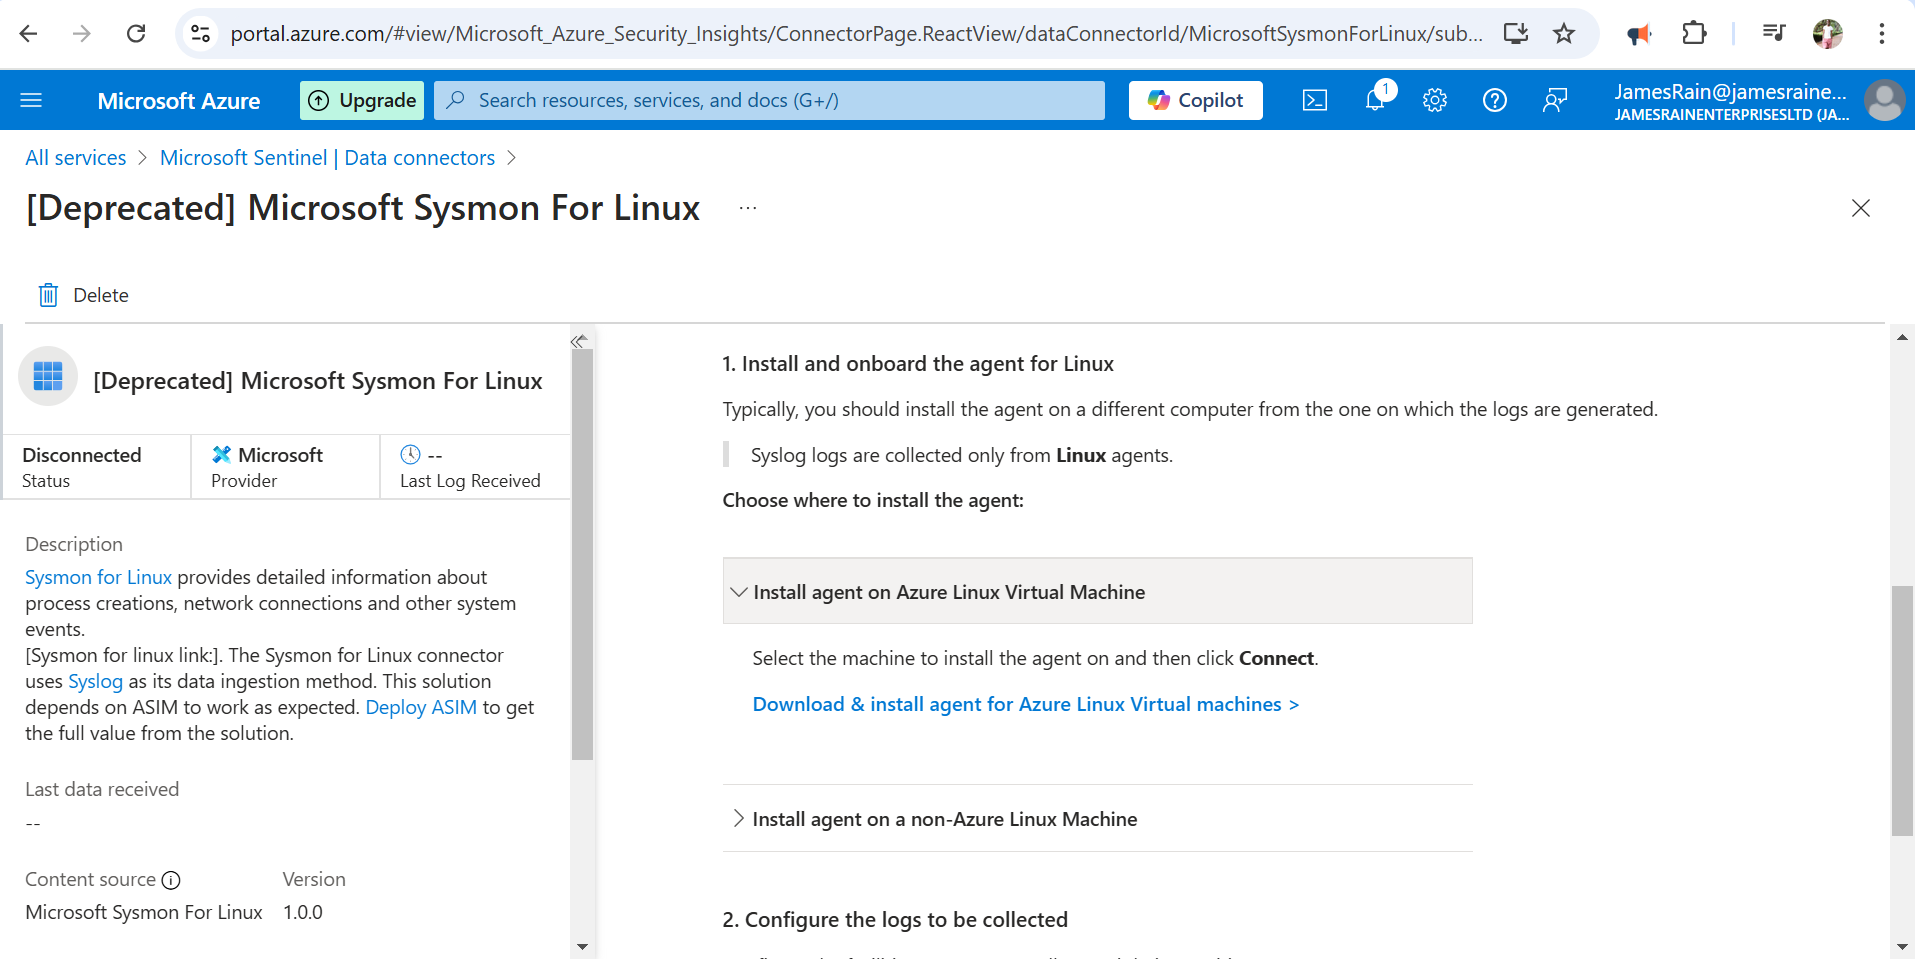 portal.azure.com/#view/Microsoft_Azure_Security_Insights/ConnectorPage.ReactView/dataConnectorId/MicrosoftSysmonForLinux/sub...
Microsoft Azure
Upgrade
Search resources, services, and docs (G+/)
Copilot
1
JamesRain@jamesraine...
JAMESRAINENTERPRISESLTD (JA...
All services > Microsoft Sentinel | Data connectors >
[Deprecated] Microsoft Sysmon For Linux ...
Delete
[Deprecated] Microsoft Sysmon For Linux
Disconnected
Status
Microsoft
Provider
--
Last Log Received
Description
Sysmon for Linux provides detailed information about
process creations, network connections and other system
events.
[Sysmon for linux link:]. The Sysmon for Linux connector
uses Syslog as its data ingestion method. This solution
depends on ASIM to work as expected. Deploy ASIM to get
the full value from the solution.
Last data received
--
Content source
Version
Microsoft Sysmon For Linux
1.0.0
1. Install and onboard the agent for Linux
Typically, you should install the agent on a different computer from the one on which the logs are generated.
Syslog logs are collected only from Linux agents.
Choose where to install the agent:
Install agent on Azure Linux Virtual Machine
Select the machine to install the agent on and then click Connect.
Download & install agent for Azure Linux Virtual machines >
Install agent on a non-Azure Linux Machine
2. Configure the logs to be collected